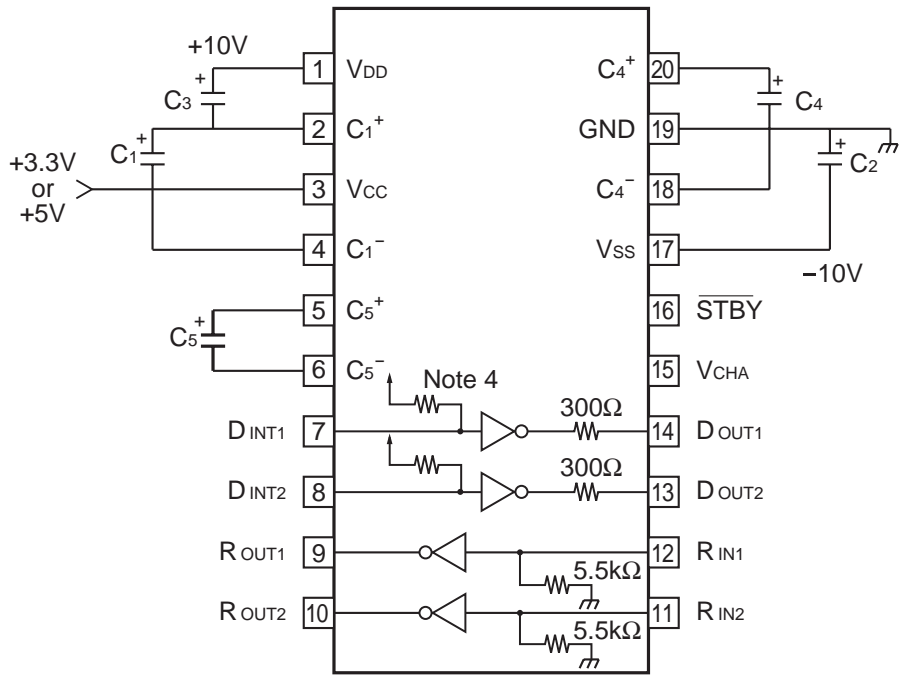 +10V
C3
+
C1
+
+3.3V
or
+5V
C5
+
1 VDD
2 C1+
3 VCC
4 C1−
5 C5+
6 C5−
DINT1 7
DINT2 8
ROUT1 9
ROUT2 10
Note 4
300Ω
300Ω
5.5kΩ
5.5kΩ
C4+ 20
GND 19
C4− 18
VSS 17
16 STBY
15 VCHA
14 DOUT1
13 DOUT2
12 RIN1
11 RIN2
+
C4
+
C2
−10V